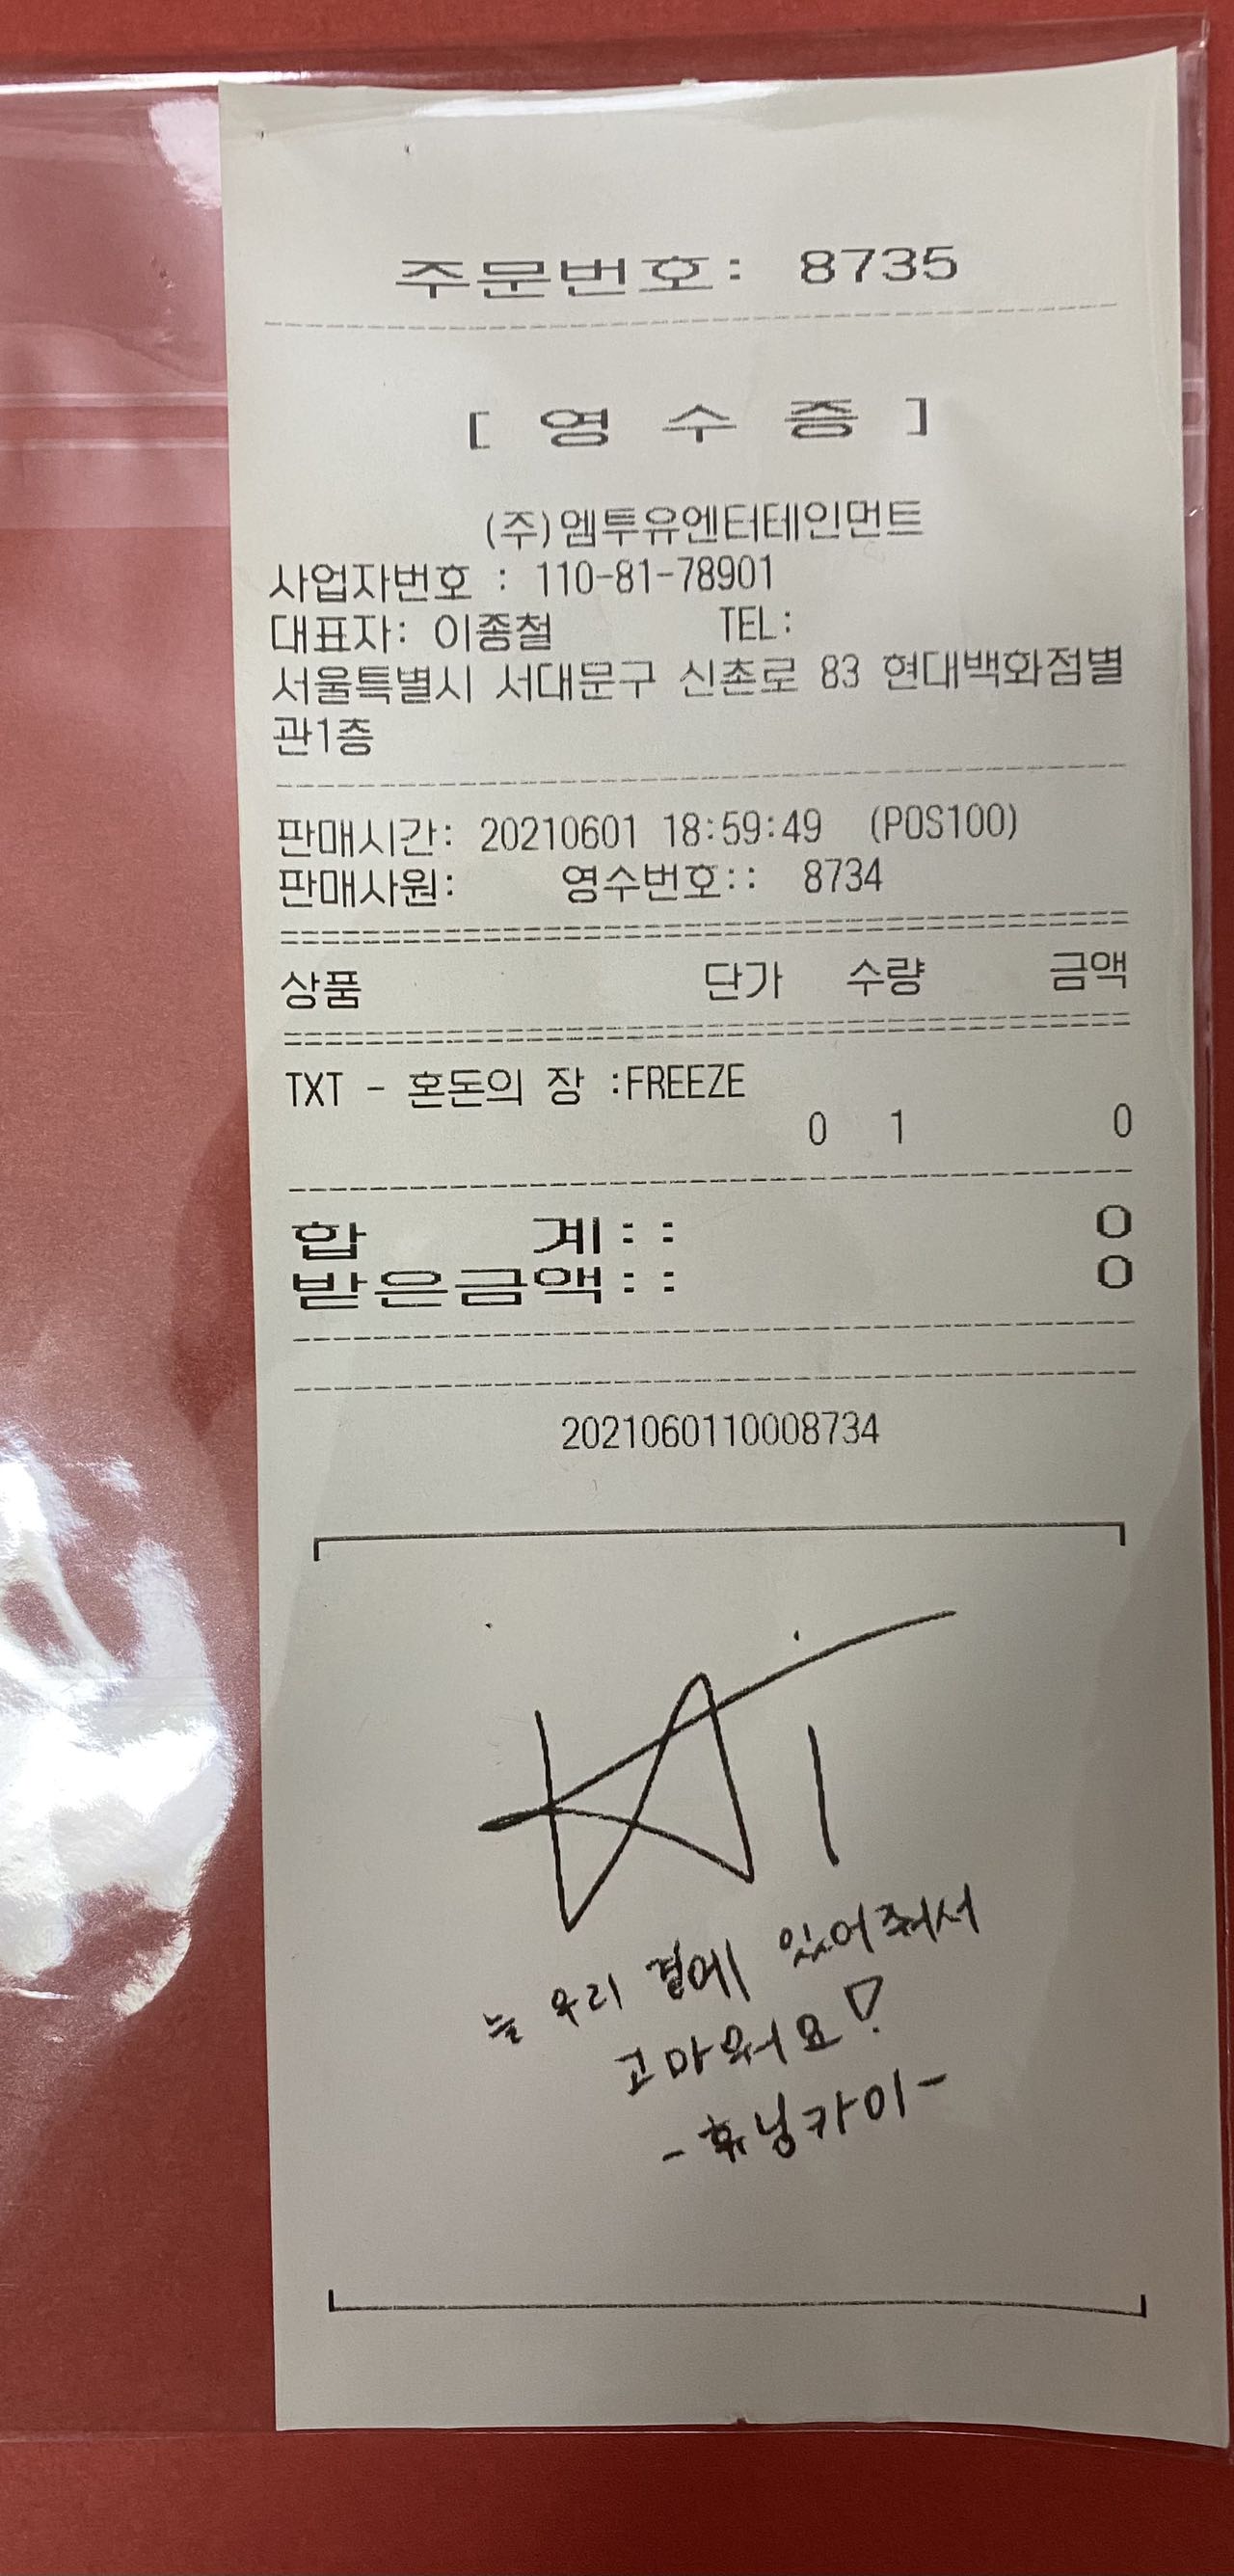 주문번호: 8735
[ 영 수 증 ]
(주)엠투유엔터테인먼트
사업자번호 : 110-81-78901
대표자: 이종철 TEL:
서울특별시 서대문구 신촌로 83 현대백화점별
관1층
판매시간: 20210601 18:59:49 (POS100)
판매사원: 영수번호:: 8734
상품 단가 수량 금액
TXT - 혼돈의 장 :FREEZE
0 1 0
합 계:: 0
받은금액:: 0
2021060110008734
늘 우리 곁에 있어줘서
고마워요!
-휴닝카이-